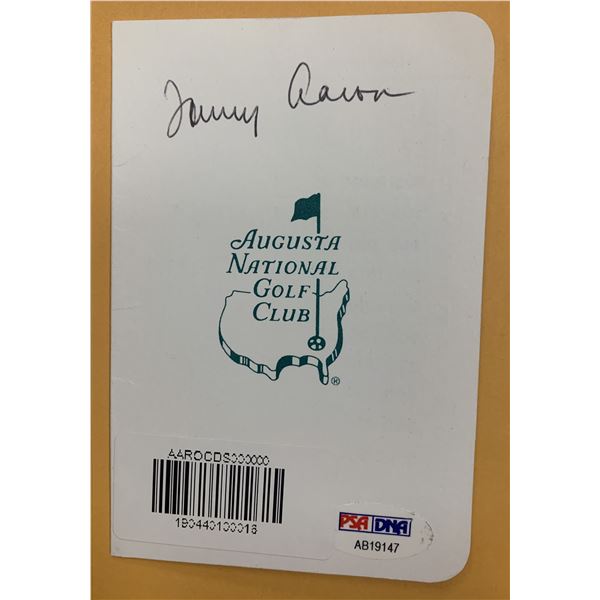 Tommy Aaron
AUGUSTA
NATIONAL
GOLF
CLUB
®
AAROCDS000000
190440100016
PSA DNA
AB19147